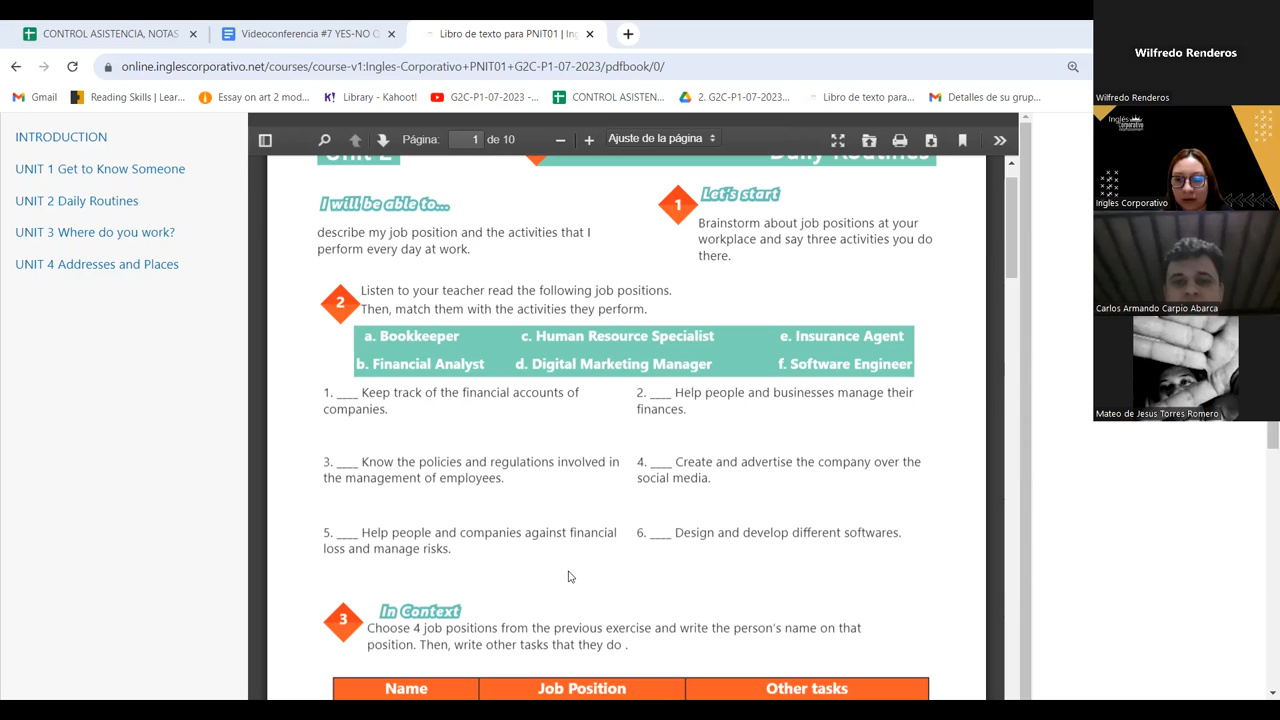 CONTROL ASISTENCIA, NOTAS
Videoconferencia #7 YES-NO Q
Libro de texto para PNIT01 | Ing
online.inglescorporativo.net/courses/course-v1:Ingles-Corporativo+PNIT01+G2C-P1-07-2023/pdfbook/0/
Gmail
Reading Skills | Lear...
Essay on art 2 mod...
Library - Kahoot!
G2C-P1-07-2023 -...
CONTROL ASISTEN...
2. G2C-P1-07-2023...
Libro de texto para...
Detalles de su grup...
INTRODUCTION
UNIT 1 Get to Know Someone
UNIT 2 Daily Routines
UNIT 3 Where do you work?
UNIT 4 Addresses and Places
Página: 1 de 10
Ajuste de la página
Unit 2
Daily Routines
I will be able to...
describe my job position and the activities that I
perform every day at work.
1
Let's start
Brainstorm about job positions at your
workplace and say three activities you do
there.
2
Listen to your teacher read the following job positions.
Then, match them with the activities they perform.
a. Bookkeeper c. Human Resource Specialist e. Insurance Agent
b. Financial Analyst d. Digital Marketing Manager f. Software Engineer
1. ____ Keep track of the financial accounts of
companies.
2. ____ Help people and businesses manage their
finances.
3. ____ Know the policies and regulations involved in
the management of employees.
4. ____ Create and advertise the company over the
social media.
5. ____ Help people and companies against financial
loss and manage risks.
6. ____ Design and develop different softwares.
3
In Context
Choose 4 job positions from the previous exercise and write the person's name on that
position. Then, write other tasks that they do .
Name Job Position Other tasks
Wilfredo Renderos
Wilfredo Renderos
Inglés
Corporativo
Ingles Corporativo
Carlos Armando Carpio Abarca
Mateo de Jesus Torres Romero